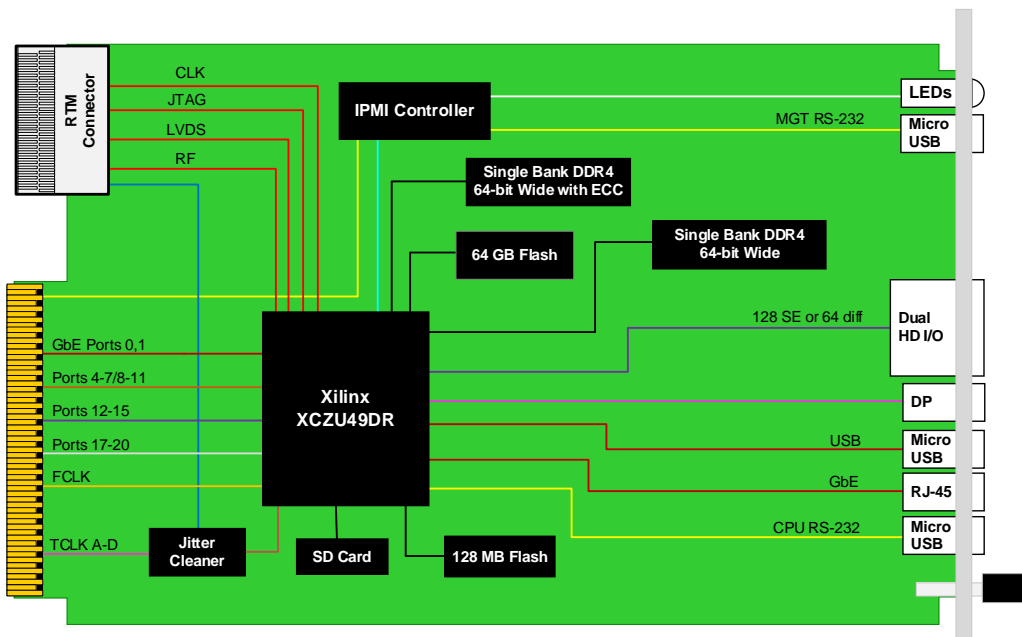 RTM
Connector
CLK
JTAG
LVDS
RF
IPMI Controller
LEDs
MGT RS-232
Micro
USB
Single Bank DDR4
64-bit Wide with ECC
64 GB Flash
Single Bank DDR4
64-bit Wide
128 SE or 64 diff
Dual
HD I/O
GbE Ports 0,1
Ports 4-7/8-11
Ports 12-15
Ports 17-20
FCLK
TCLK A-D
Xilinx
XCZU49DR
DP
USB
Micro
USB
GbE
RJ-45
CPU RS-232
Micro
USB
Jitter
Cleaner
SD Card
128 MB Flash